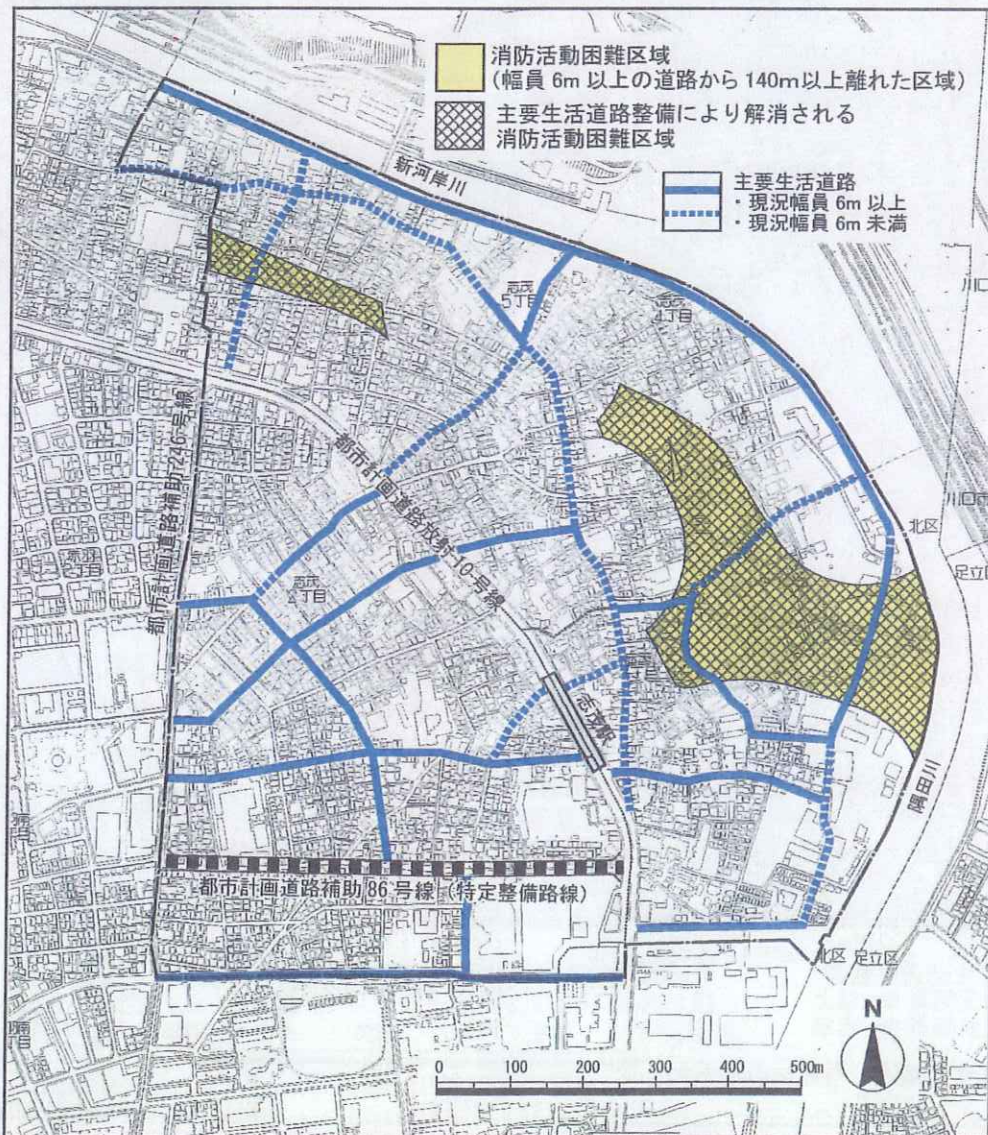 消防活動困難区域
(幅員 6m 以上の道路から 140m以上離れた区域)
主要生活道路整備により解消される
消防活動困難区域
新河岸川
主要生活道路
・現況幅員 6m 以上
・現況幅員 6m 未満
志茂
5丁目
志茂
4丁目
川口
都市計画道路補助 246 号線
都市計画道路放射 10 号線
川口市
北区
足立区
志茂
2丁目
志茂駅
隅田川
都市計画道路補助 86 号線 (特定整備路線)
北区 足立区
N
0 100 200 300 400 500m